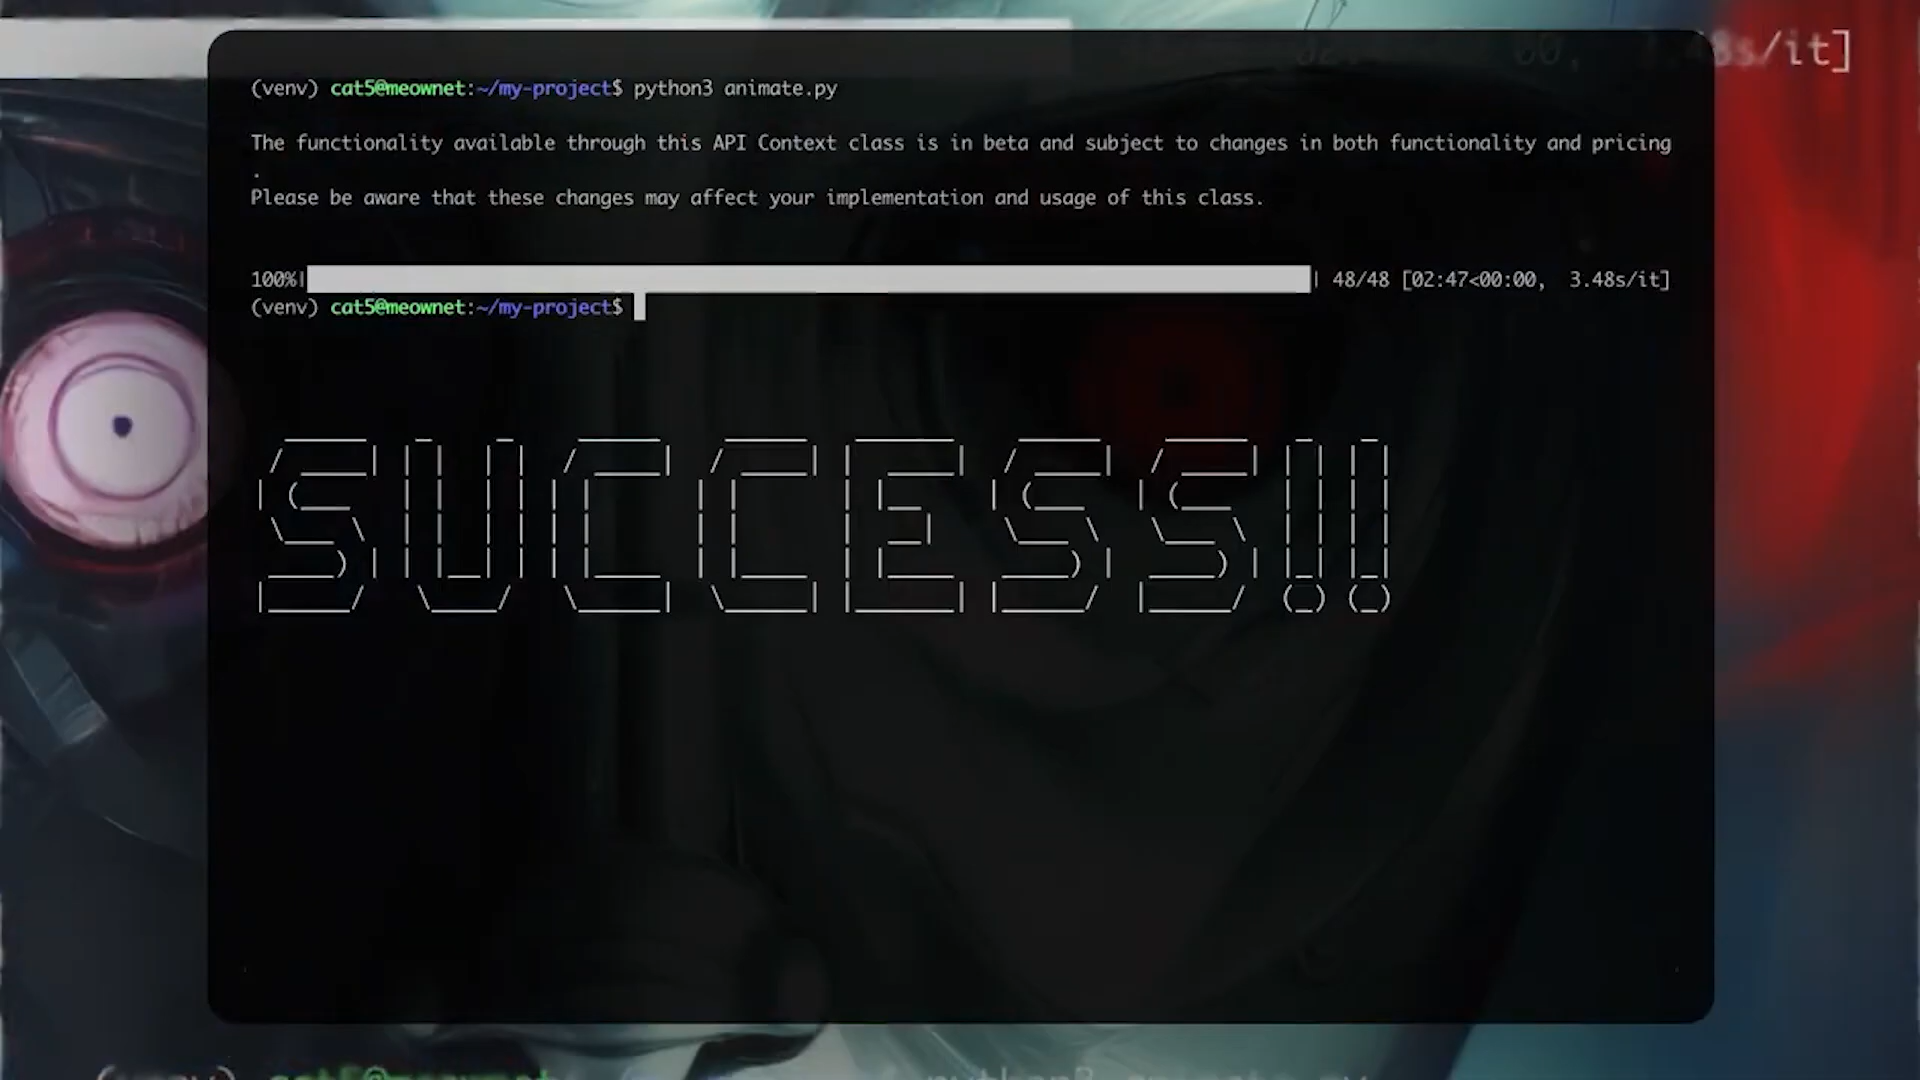 8s/it]
(venv) cat5@meownet:~/my-project$ python3 animate.py
The functionality available through this API Context class is in beta and subject to changes in both functionality and pricing
.
Please be aware that these changes may affect your implementation and usage of this class.
100%| | 48/48 [02:47<00:00, 3.48s/it]
(venv) cat5@meownet:~/my-project$
SUCCESS!!